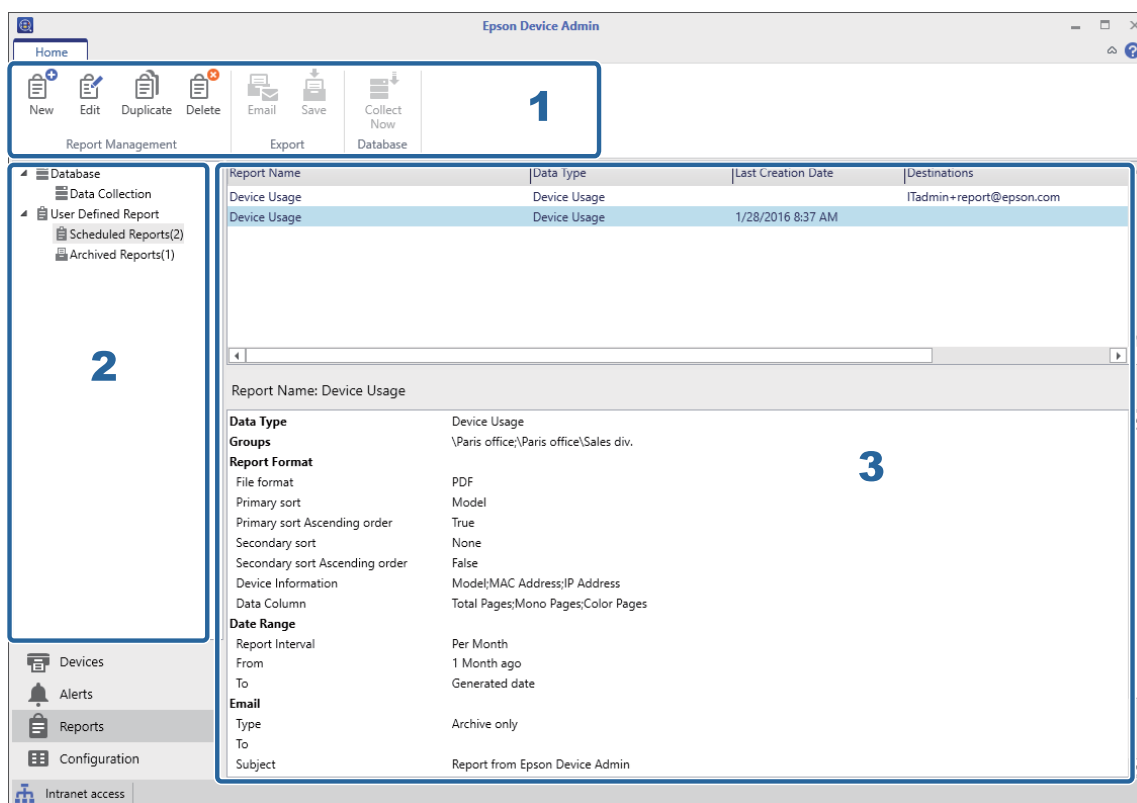 Epson Device Admin
Home
New Edit Duplicate Delete Email Save Collect Now
Report Management Export Database
1
Database
Data Collection
User Defined Report
Scheduled Reports(2)
Archived Reports(1)
2
Report Name Data Type Last Creation Date Destinations
Device Usage Device Usage ITadmin+report@epson.com
Device Usage Device Usage 1/28/2016 8:37 AM
Report Name: Device Usage
Data Type Device Usage
Groups \Paris office;\Paris office\Sales div.
Report Format
File format PDF
Primary sort Model
Primary sort Ascending order True
Secondary sort None
Secondary sort Ascending order False
Device Information Model;MAC Address;IP Address
Data Column Total Pages;Mono Pages;Color Pages
Date Range
Report Interval Per Month
From 1 Month ago
To Generated date
Email
Type Archive only
To
Subject Report from Epson Device Admin
3
Devices
Alerts
Reports
Configuration
Intranet access